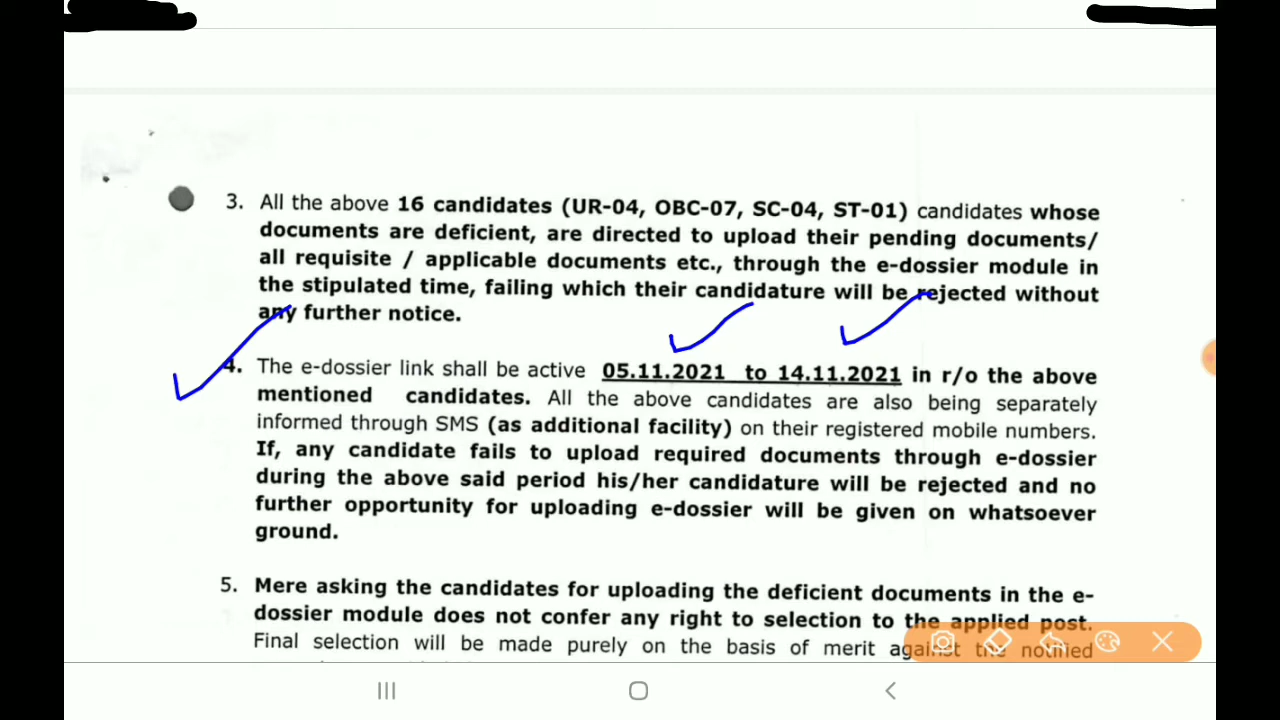 3. All the above 16 candidates (UR-04, OBC-07, SC-04, ST-01) candidates whose
documents are deficient, are directed to upload their pending documents/
all requisite / applicable documents etc., through the e-dossier module in
the stipulated time, failing which their candidature will be rejected without
any further notice.
4. The e-dossier link shall be active 05.11.2021 to 14.11.2021 in r/o the above
mentioned candidates. All the above candidates are also being separately
informed through SMS (as additional facility) on their registered mobile numbers.
If, any candidate fails to upload required documents through e-dossier
during the above said period his/her candidature will be rejected and no
further opportunity for uploading e-dossier will be given on whatsoever
ground.
5. Mere asking the candidates for uploading the deficient documents in the e-
dossier module does not confer any right to selection to the applied post.
Final selection will be made purely on the basis of merit against the notified